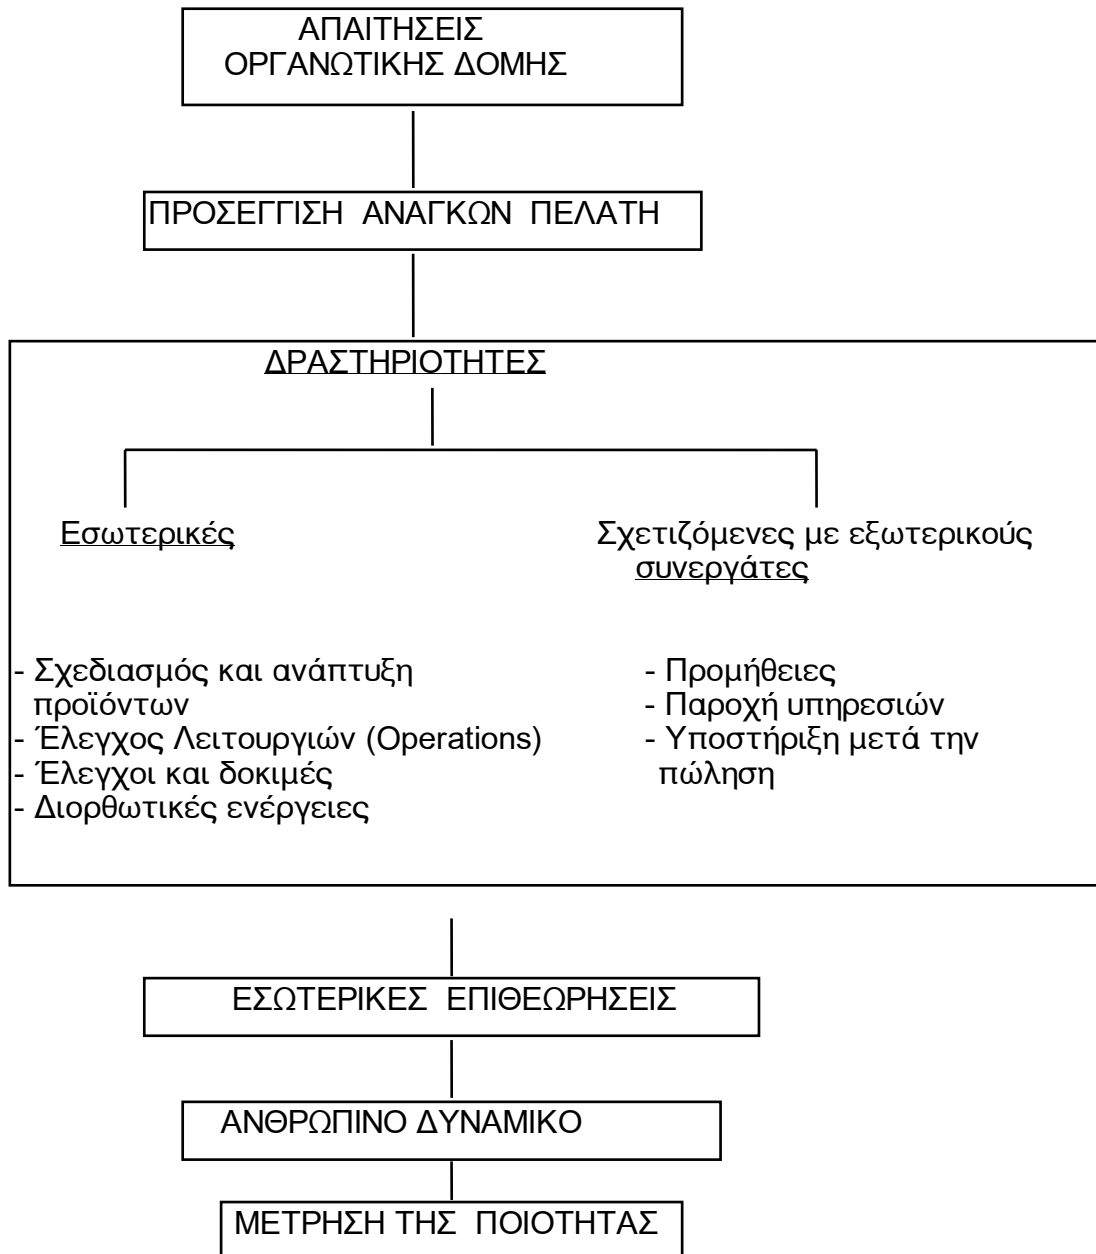 ΑΠΑΙΤΗΣΕΙΣ
ΟΡΓΑΝΩΤΙΚΗΣ ΔΟΜΗΣ
ΠΡΟΣΕΓΓΙΣΗ ΑΝΑΓΚΩΝ ΠΕΛΑΤΗ
ΔΡΑΣΤΗΡΙΟΤΗΤΕΣ
Εσωτερικές
Σχετιζόμενες με εξωτερικούς
συνεργάτες
- Σχεδιασμός και ανάπτυξη
προϊόντων
- Έλεγχος Λειτουργιών (Operations)
- Έλεγχοι και δοκιμές
- Διορθωτικές ενέργειες
- Προμήθειες
- Παροχή υπηρεσιών
- Υποστήριξη μετά την
πώληση
ΕΣΩΤΕΡΙΚΕΣ ΕΠΙΘΕΩΡΗΣΕΙΣ
ΑΝΘΡΩΠΙΝΟ ΔΥΝΑΜΙΚΟ
ΜΕΤΡΗΣΗ ΤΗΣ ΠΟΙΟΤΗΤΑΣ